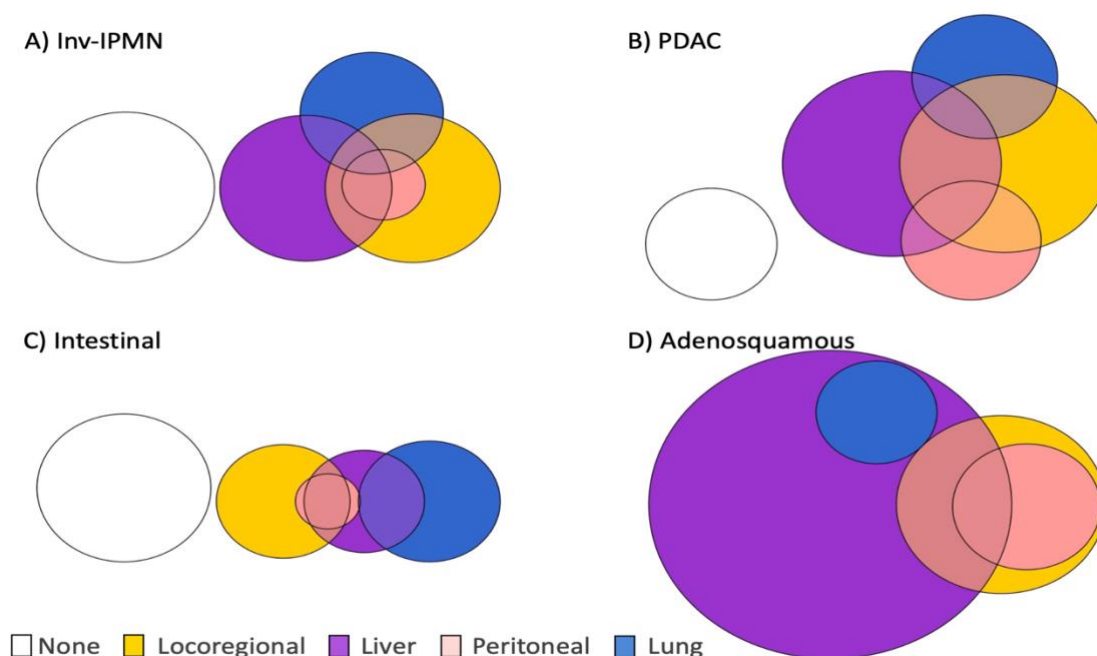 A) Inv-IPMN
B) PDAC
C) Intestinal
D) Adenosquamous
None Locoregional Liver Peritoneal Lung